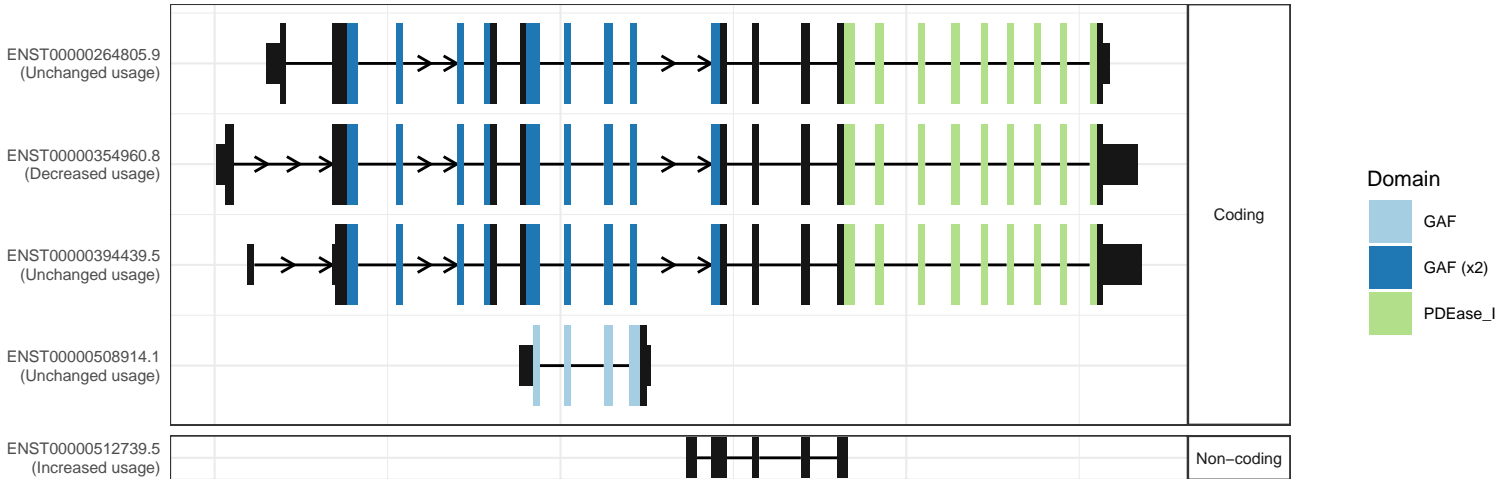 ENST00000264805.9
(Unchanged usage)
ENST00000354960.8
(Decreased usage)
ENST00000394439.5
(Unchanged usage)
ENST00000508914.1
(Unchanged usage)
ENST00000512739.5
(Increased usage)
Coding
Non−coding
Domain
GAF
GAF (x2)
PDEase_I